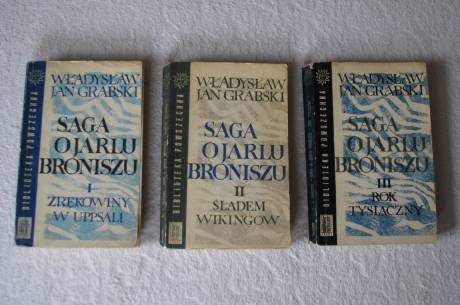 BIBLIOTEKA POWSZECHNA
WŁADYSŁAW
JAN GRABSKI
SAGA
O JARLU
BRONISZU
I
ZRĘKOWINY
W UPPSALI
BIBLIOTEKA POWSZECHNA
WŁADYSŁAW
JAN GRABSKI
SAGA
O JARLU
BRONISZU
II
ŚLADEM
WIKINGÓW
BIBLIOTEKA POWSZECHNA
WŁADYSŁAW
JAN GRABSKI
SAGA
O JARLU
BRONISZU
III
ROK
TYSIĄCZNY